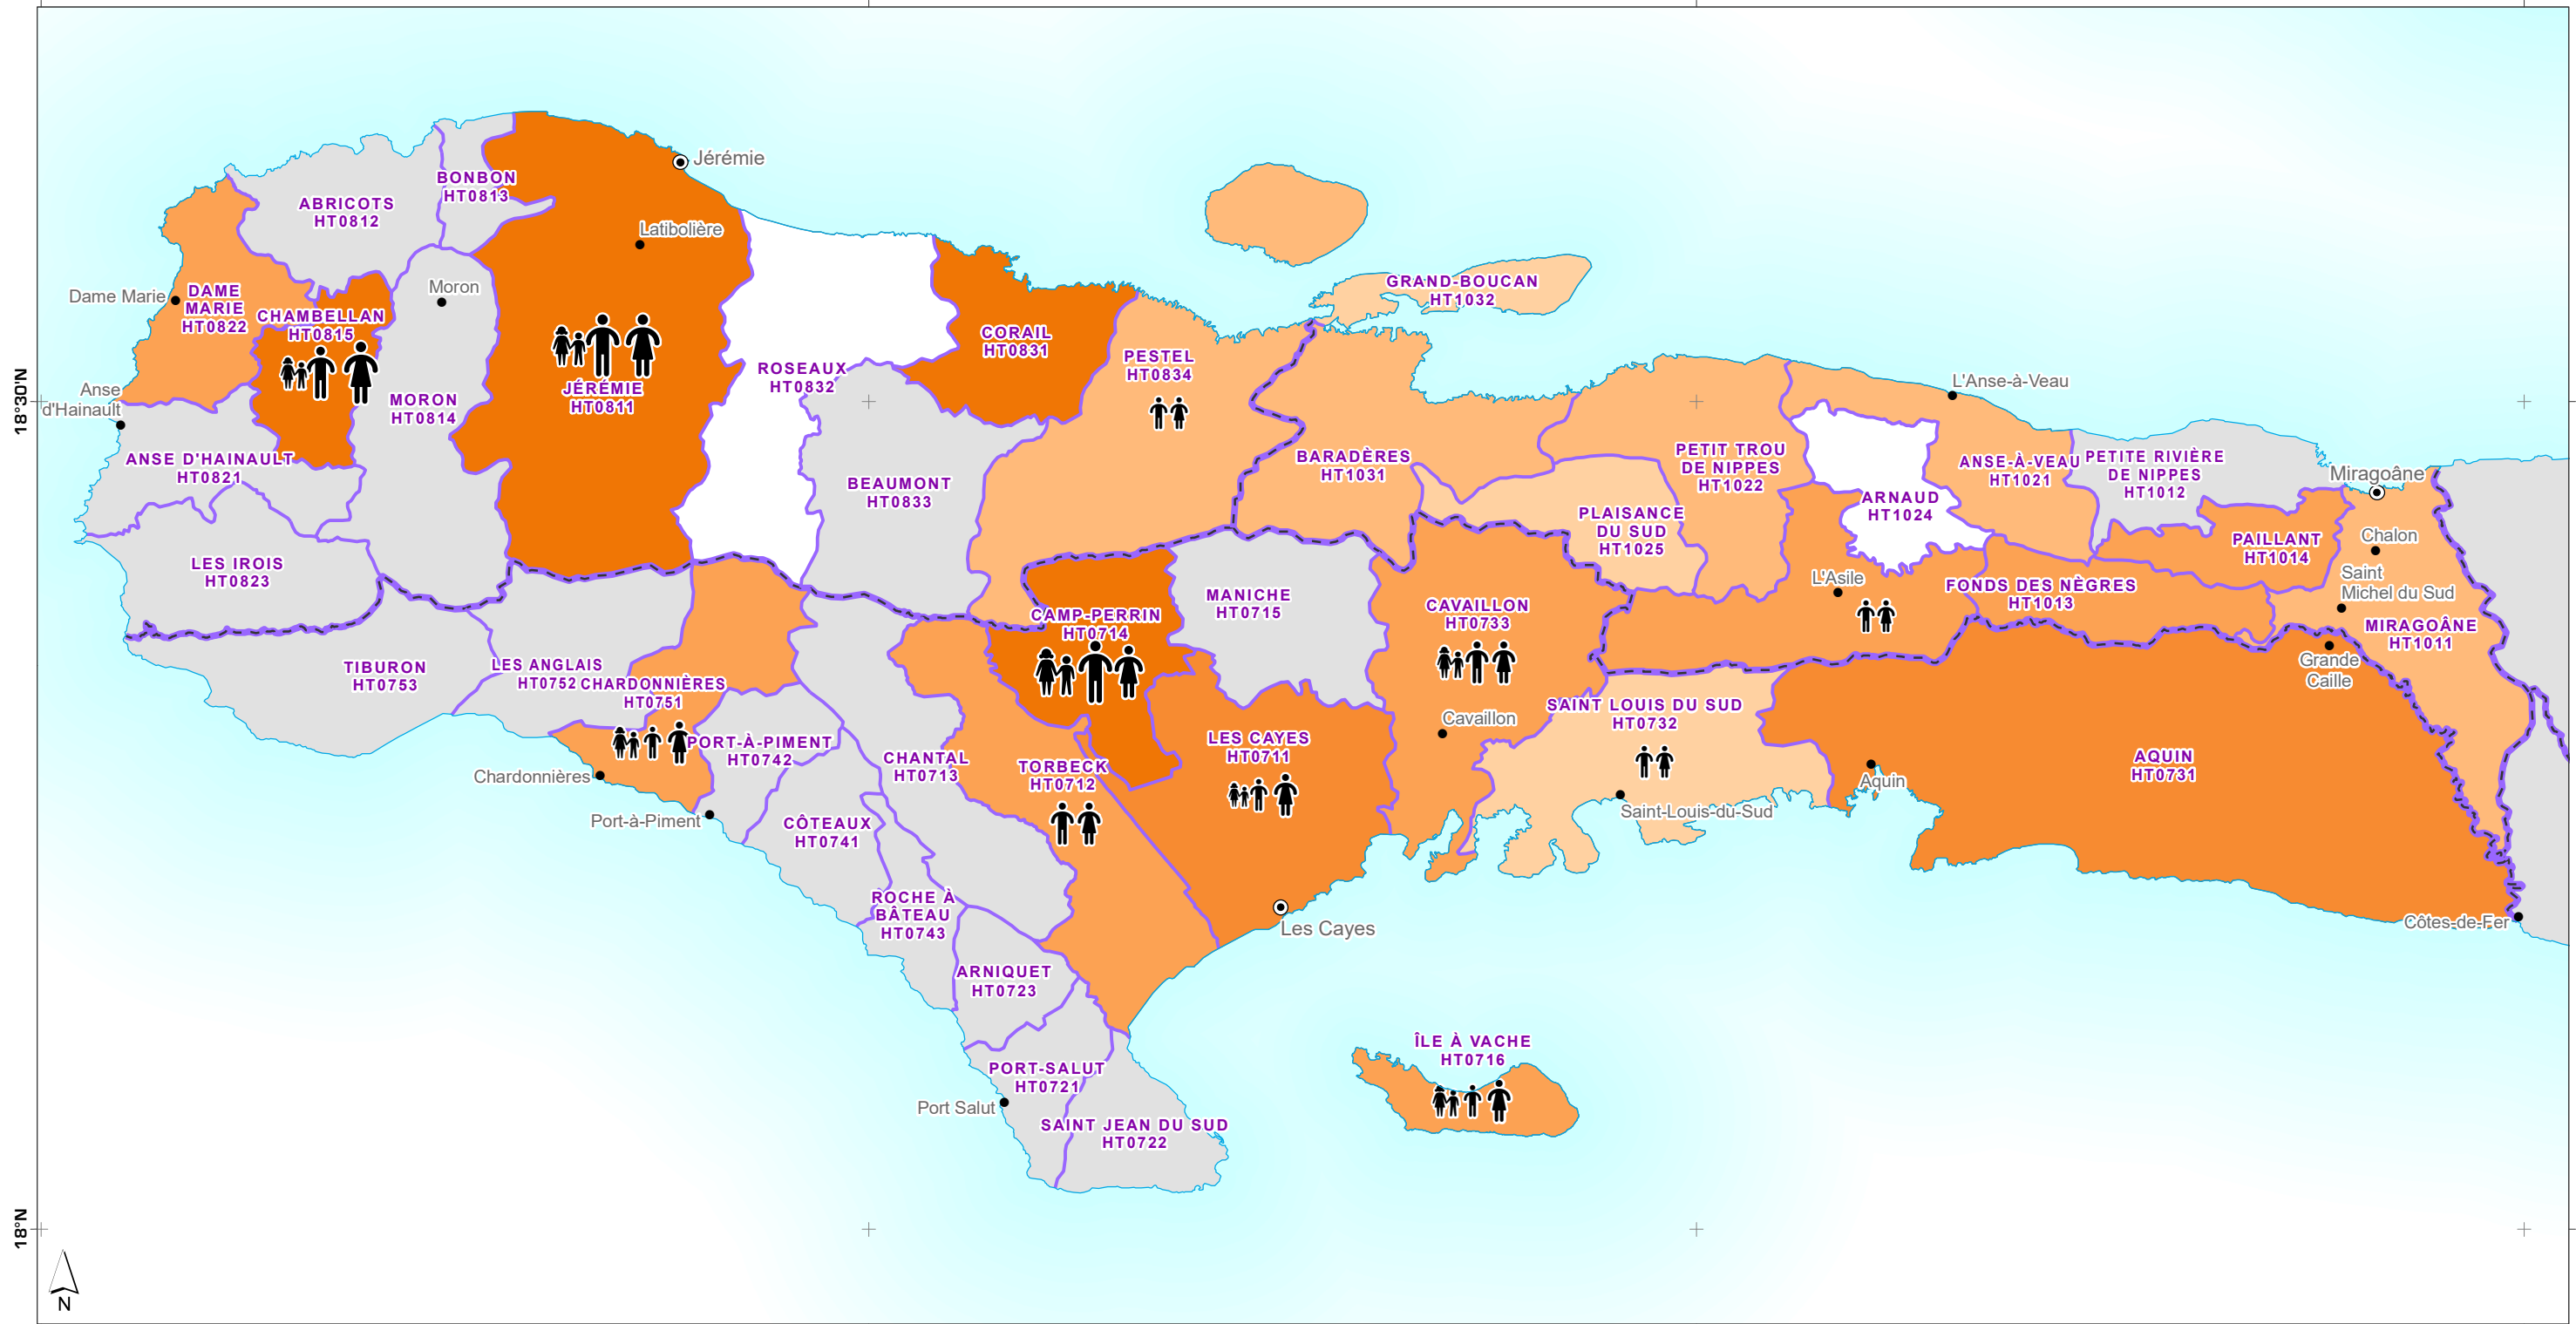 Jérémie
BONBON
HT0813
ABRICOTS
HT0812
Latibolière
Dame Marie
DAME
MARIE
HT0822
Moron
CHAMBELLAN
HT0815
GRAND-BOUCAN
HT1032
CORAIL
HT0831
PESTEL
HT0834
ROSEAUX
HT0832
JÉRÉMIE
HT0811
MORON
HT0814
Anse
d'Hainault
18°30'N
L'Anse-à-Veau
ANSE D'HAINAULT
HT0821
BEAUMONT
HT0833
BARADÈRES
HT1031
PETIT TROU
DE NIPPES
HT1022
ANSE-À-VEAU
HT1021
PETITE RIVIÈRE
DE NIPPES
HT1012
Miragoâne
ARNAUD
HT1024
PLAISANCE
DU SUD
HT1025
Chalon
PAILLANT
HT1014
LES IROIS
HT0823
L'Asile
FONDS DES NÈGRES
HT1013
Saint
Michel du Sud
MANICHE
HT0715
CAMP-PERRIN
HT0714
CAVAILLON
HT0733
MIRAGOÂNE
HT1011
Grande
Caille
TIBURON
HT0753
LES ANGLAIS
HT0752
CHARDONNIÈRES
HT0751
SAINT LOUIS DU SUD
HT0732
Cavaillon
PORT-À-PIMENT
HT0742
CHANTAL
HT0713
TORBECK
HT0712
LES CAYES
HT0711
AQUIN
HT0731
Chardonnières
Aquin
Port-à-Piment
Saint-Louis-du-Sud
CÔTEAUX
HT0741
ROCHE À
BÂTEAU
HT0743
Les Cayes
Côtes-de-Fer
ARNIQUET
HT0723
ÎLE À VACHE
HT0716
PORT-SALUT
HT0721
Port Salut
SAINT JEAN DU SUD
HT0722
18°N
N